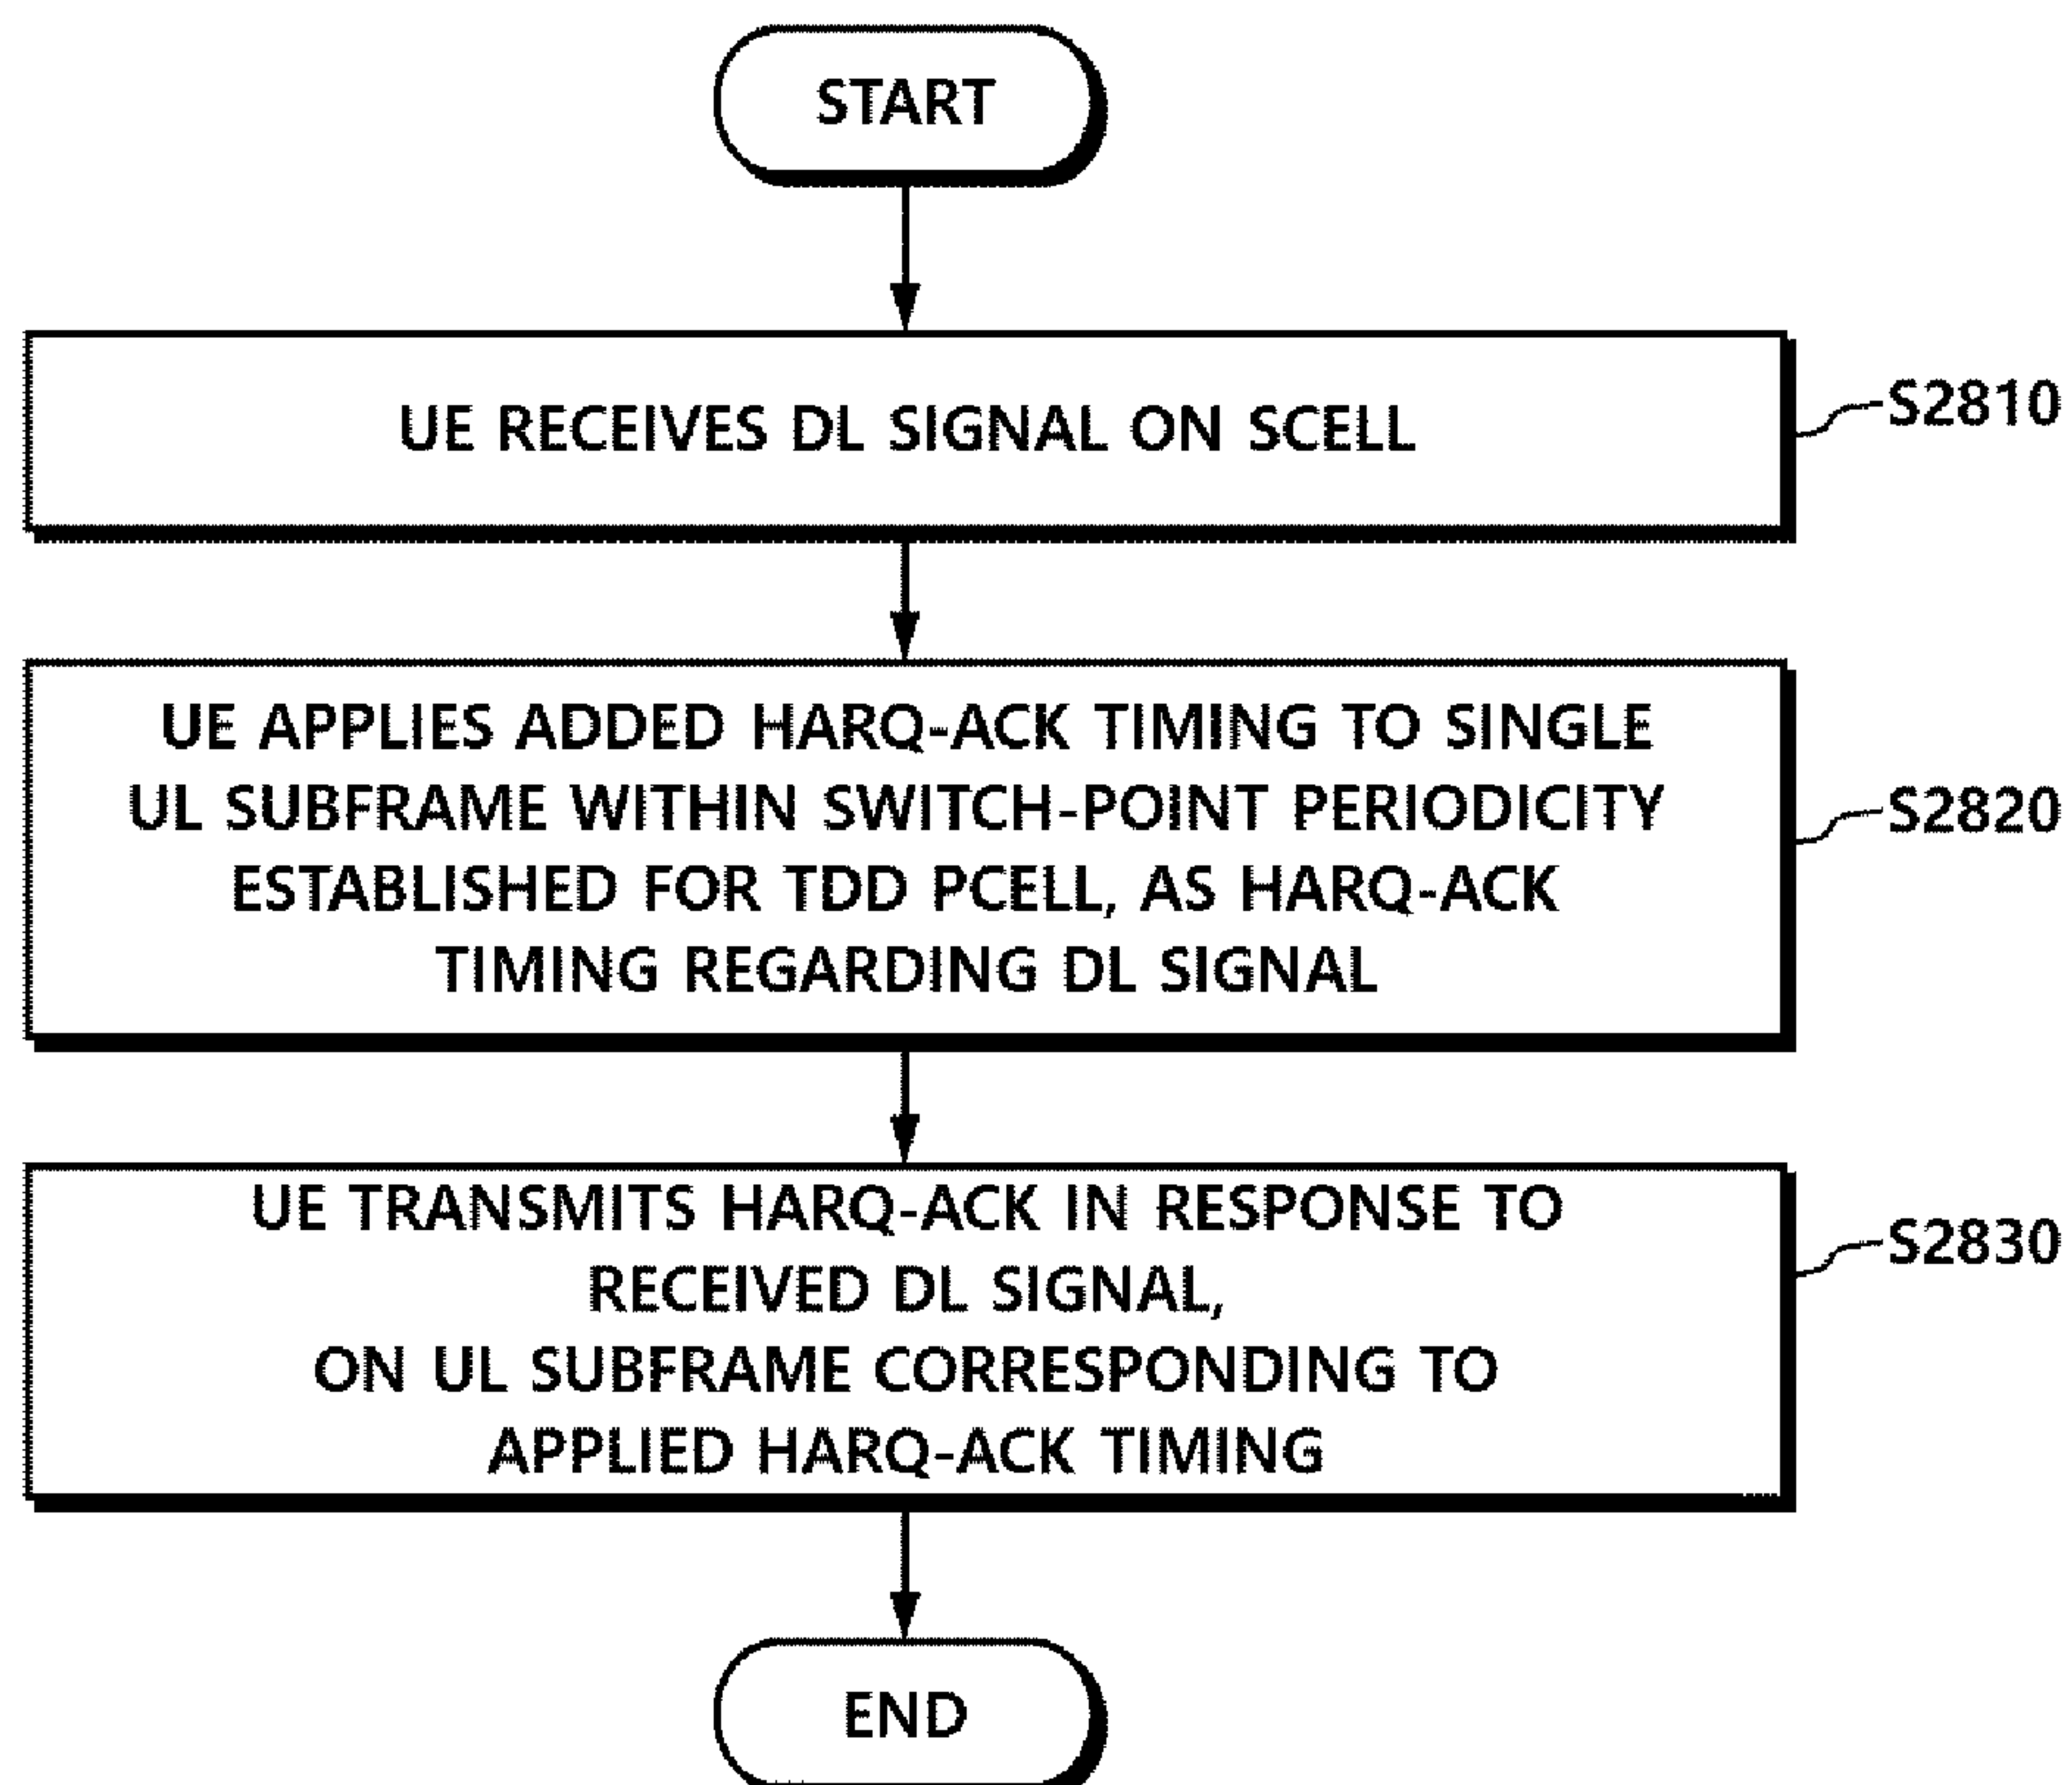 START
UE RECEIVES DL SIGNAL ON SCELL
S2810
UE APPLIES ADDED HARQ-ACK TIMING TO SINGLE
UL SUBFRAME WITHIN SWITCH-POINT PERIODICITY
ESTABLISHED FOR TDD PCELL, AS HARQ-ACK
TIMING REGARDING DL SIGNAL
S2820
UE TRANSMITS HARQ-ACK IN RESPONSE TO
RECEIVED DL SIGNAL,
ON UL SUBFRAME CORRESPONDING TO
APPLIED HARQ-ACK TIMING
S2830
END